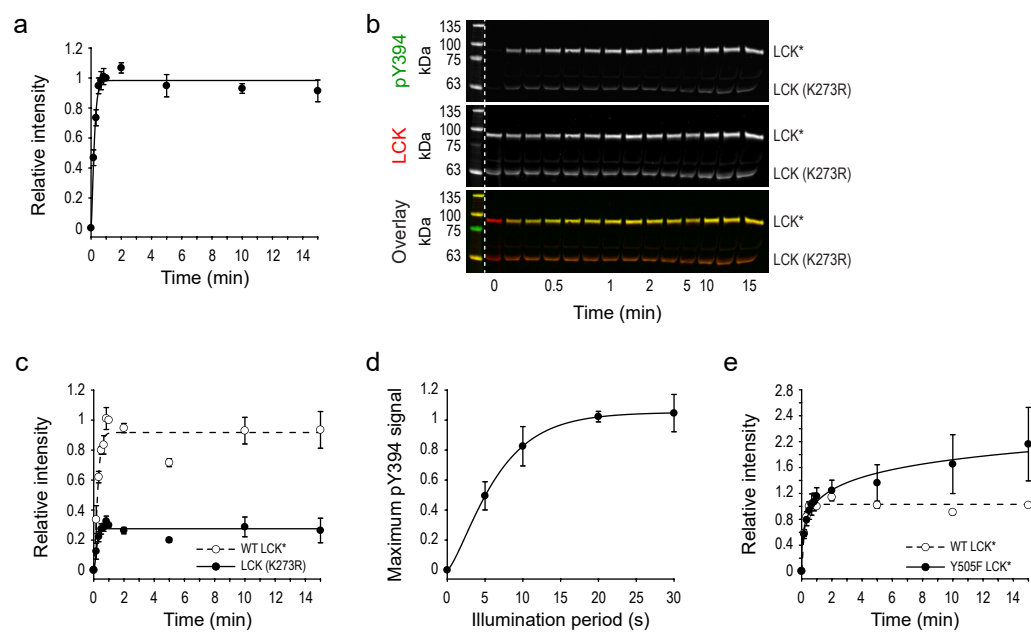 a
Relative intensity
1.2
1
0.8
0.6
0.4
0.2
0
0 2 4 6 8 10 12 14
Time (min)
b
pY394
kDa
135
100
75
63
LCK*
LCK (K273R)
LCK
kDa
135
100
75
63
LCK*
LCK (K273R)
Overlay
kDa
135
100
75
63
LCK*
LCK (K273R)
0 0.5 1 2 5 10 15
Time (min)
c
Relative intensity
1.2
1
0.8
0.6
0.4
0.2
0
WT LCK*
LCK (K273R)
0 2 4 6 8 10 12 14
Time (min)
d
Maximum pY394 signal
1.2
1
0.8
0.6
0.4
0.2
0
0 5 10 15 20 25 30
Illumination period (s)
e
Relative intensity
2.8
2.4
1.6
1.2
0.8
0.4
0
WT LCK*
Y505F LCK*
0 2 4 6 8 10 12 14
Time (min)